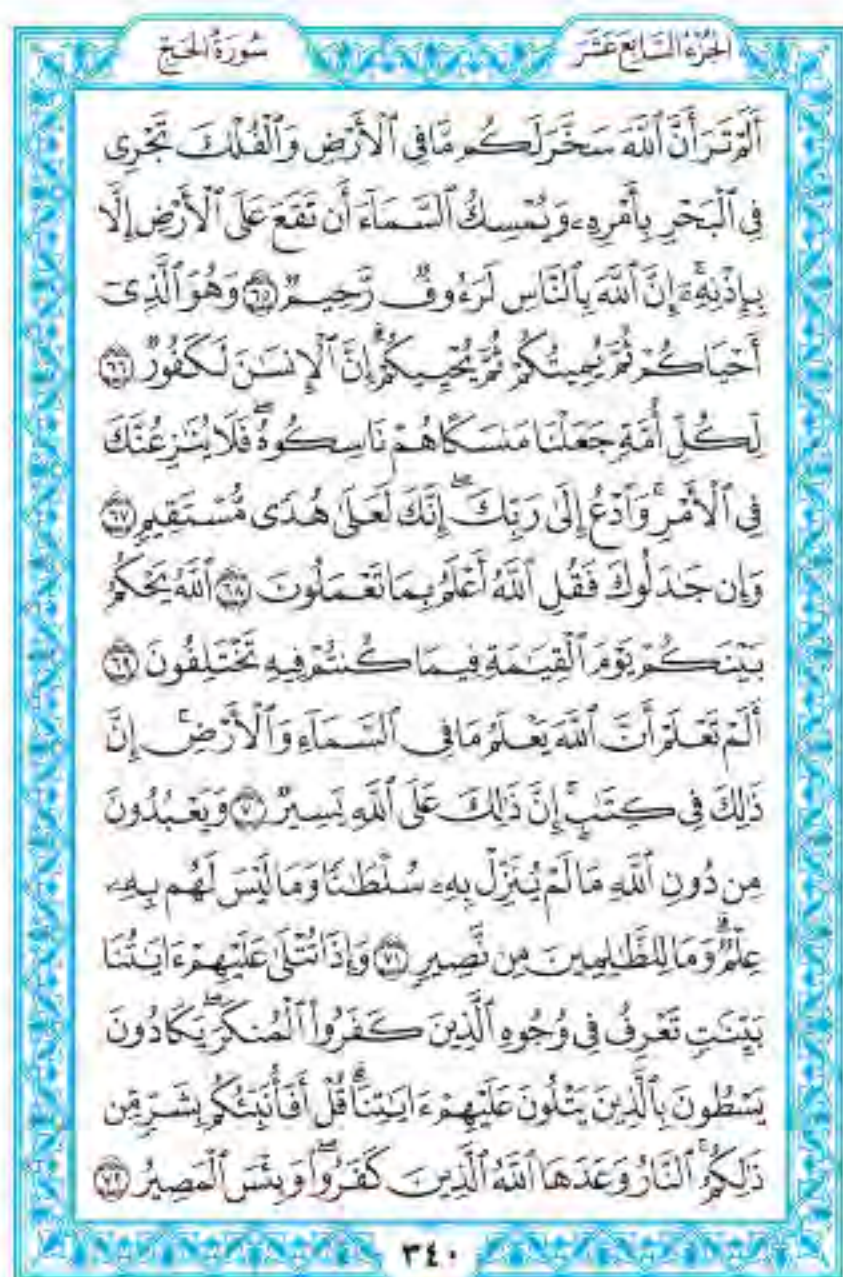 الجزء السابع عشر
سورة الحج
أَلَمْ تَرَ أَنَّ ٱللَّهَ سَخَّرَ لَكُم مَّا فِى ٱلْأَرْضِ وَٱلْفُلْكَ تَجْرِى
فِى ٱلْبَحْرِ بِأَمْرِهِۦ وَيُمْسِكُ ٱلسَّمَآءَ أَن تَقَعَ عَلَى ٱلْأَرْضِ إِلَّا
بِإِذْنِهِۦٓ ۗ إِنَّ ٱللَّهَ بِٱلنَّاسِ لَرَءُوفٌ رَّحِيمٌ ٦٥ وَهُوَ ٱلَّذِىٓ
أَحْيَاكُمْ ثُمَّ يُمِيتُكُمْ ثُمَّ يُحْيِيكُمْ ۗ إِنَّ ٱلْإِنسَـٰنَ لَكَفُورٌ ٦٦
لِّكُلِّ أُمَّةٍ جَعَلْنَا مَنسَكًا هُمْ نَاسِكُوهُ ۖ فَلَا يُنَـٰزِعُنَّكَ
فِى ٱلْأَمْرِ ۚ وَٱدْعُ إِلَىٰ رَبِّكَ ۖ إِنَّكَ لَعَلَىٰ هُدًى مُّسْتَقِيمٍ ٦٧
وَإِن جَـٰدَلُوكَ فَقُلِ ٱللَّهُ أَعْلَمُ بِمَا تَعْمَلُونَ ٦٨ ٱللَّهُ يَحْكُمُ
بَيْنَكُمْ يَوْمَ ٱلْقِيَـٰمَةِ فِيمَا كُنتُمْ فِيهِ تَخْتَلِفُونَ ٦٩
أَلَمْ تَعْلَمْ أَنَّ ٱللَّهَ يَعْلَمُ مَا فِى ٱلسَّمَآءِ وَٱلْأَرْضِ ۗ إِنَّ
ذَٰلِكَ فِى كِتَـٰبٍ ۚ إِنَّ ذَٰلِكَ عَلَى ٱللَّهِ يَسِيرٌ ٧٠ وَيَعْبُدُونَ
مِن دُونِ ٱللَّهِ مَا لَمْ يُنَزِّلْ بِهِۦ سُلْطَـٰنًا وَمَا لَيْسَ لَهُم بِهِۦ
عِلْمٌ ۗ وَمَا لِلظَّـٰلِمِينَ مِن نَّصِيرٍ ٧١ وَإِذَا تُتْلَىٰ عَلَيْهِمْ ءَايَـٰتُنَا
بَيِّنَـٰتٍ تَعْرِفُ فِى وُجُوهِ ٱلَّذِينَ كَفَرُوا۟ ٱلْمُنكَرَ ۖ يَكَادُونَ
يَسْطُونَ بِٱلَّذِينَ يَتْلُونَ عَلَيْهِمْ ءَايَـٰتِنَا ۗ قُلْ أَفَأُنَبِّئُكُم بِشَرٍّ مِّن
ذَٰلِكُمُ ۗ ٱلنَّارُ وَعَدَهَا ٱللَّهُ ٱلَّذِينَ كَفَرُوا۟ ۖ وَبِئْسَ ٱلْمَصِيرُ ٧٢
٣٤٠